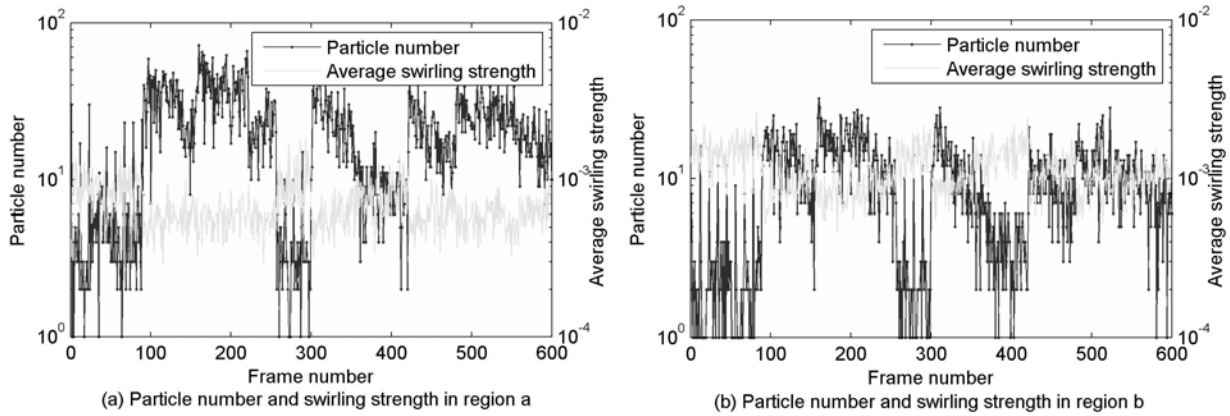 10^2
10^1
10^0
Particle number
Particle number
Average swirling strength
10^-2
10^-3
10^-4
Average swirling strength
0 100 200 300 400 500 600
Frame number
(a) Particle number and swirling strength in region a
10^2
10^1
10^0
Particle number
Particle number
Average swirling strength
10^-2
10^-3
10^-4
Average swirling strength
0 100 200 300 400 500 600
Frame number
(b) Particle number and swirling strength in region b